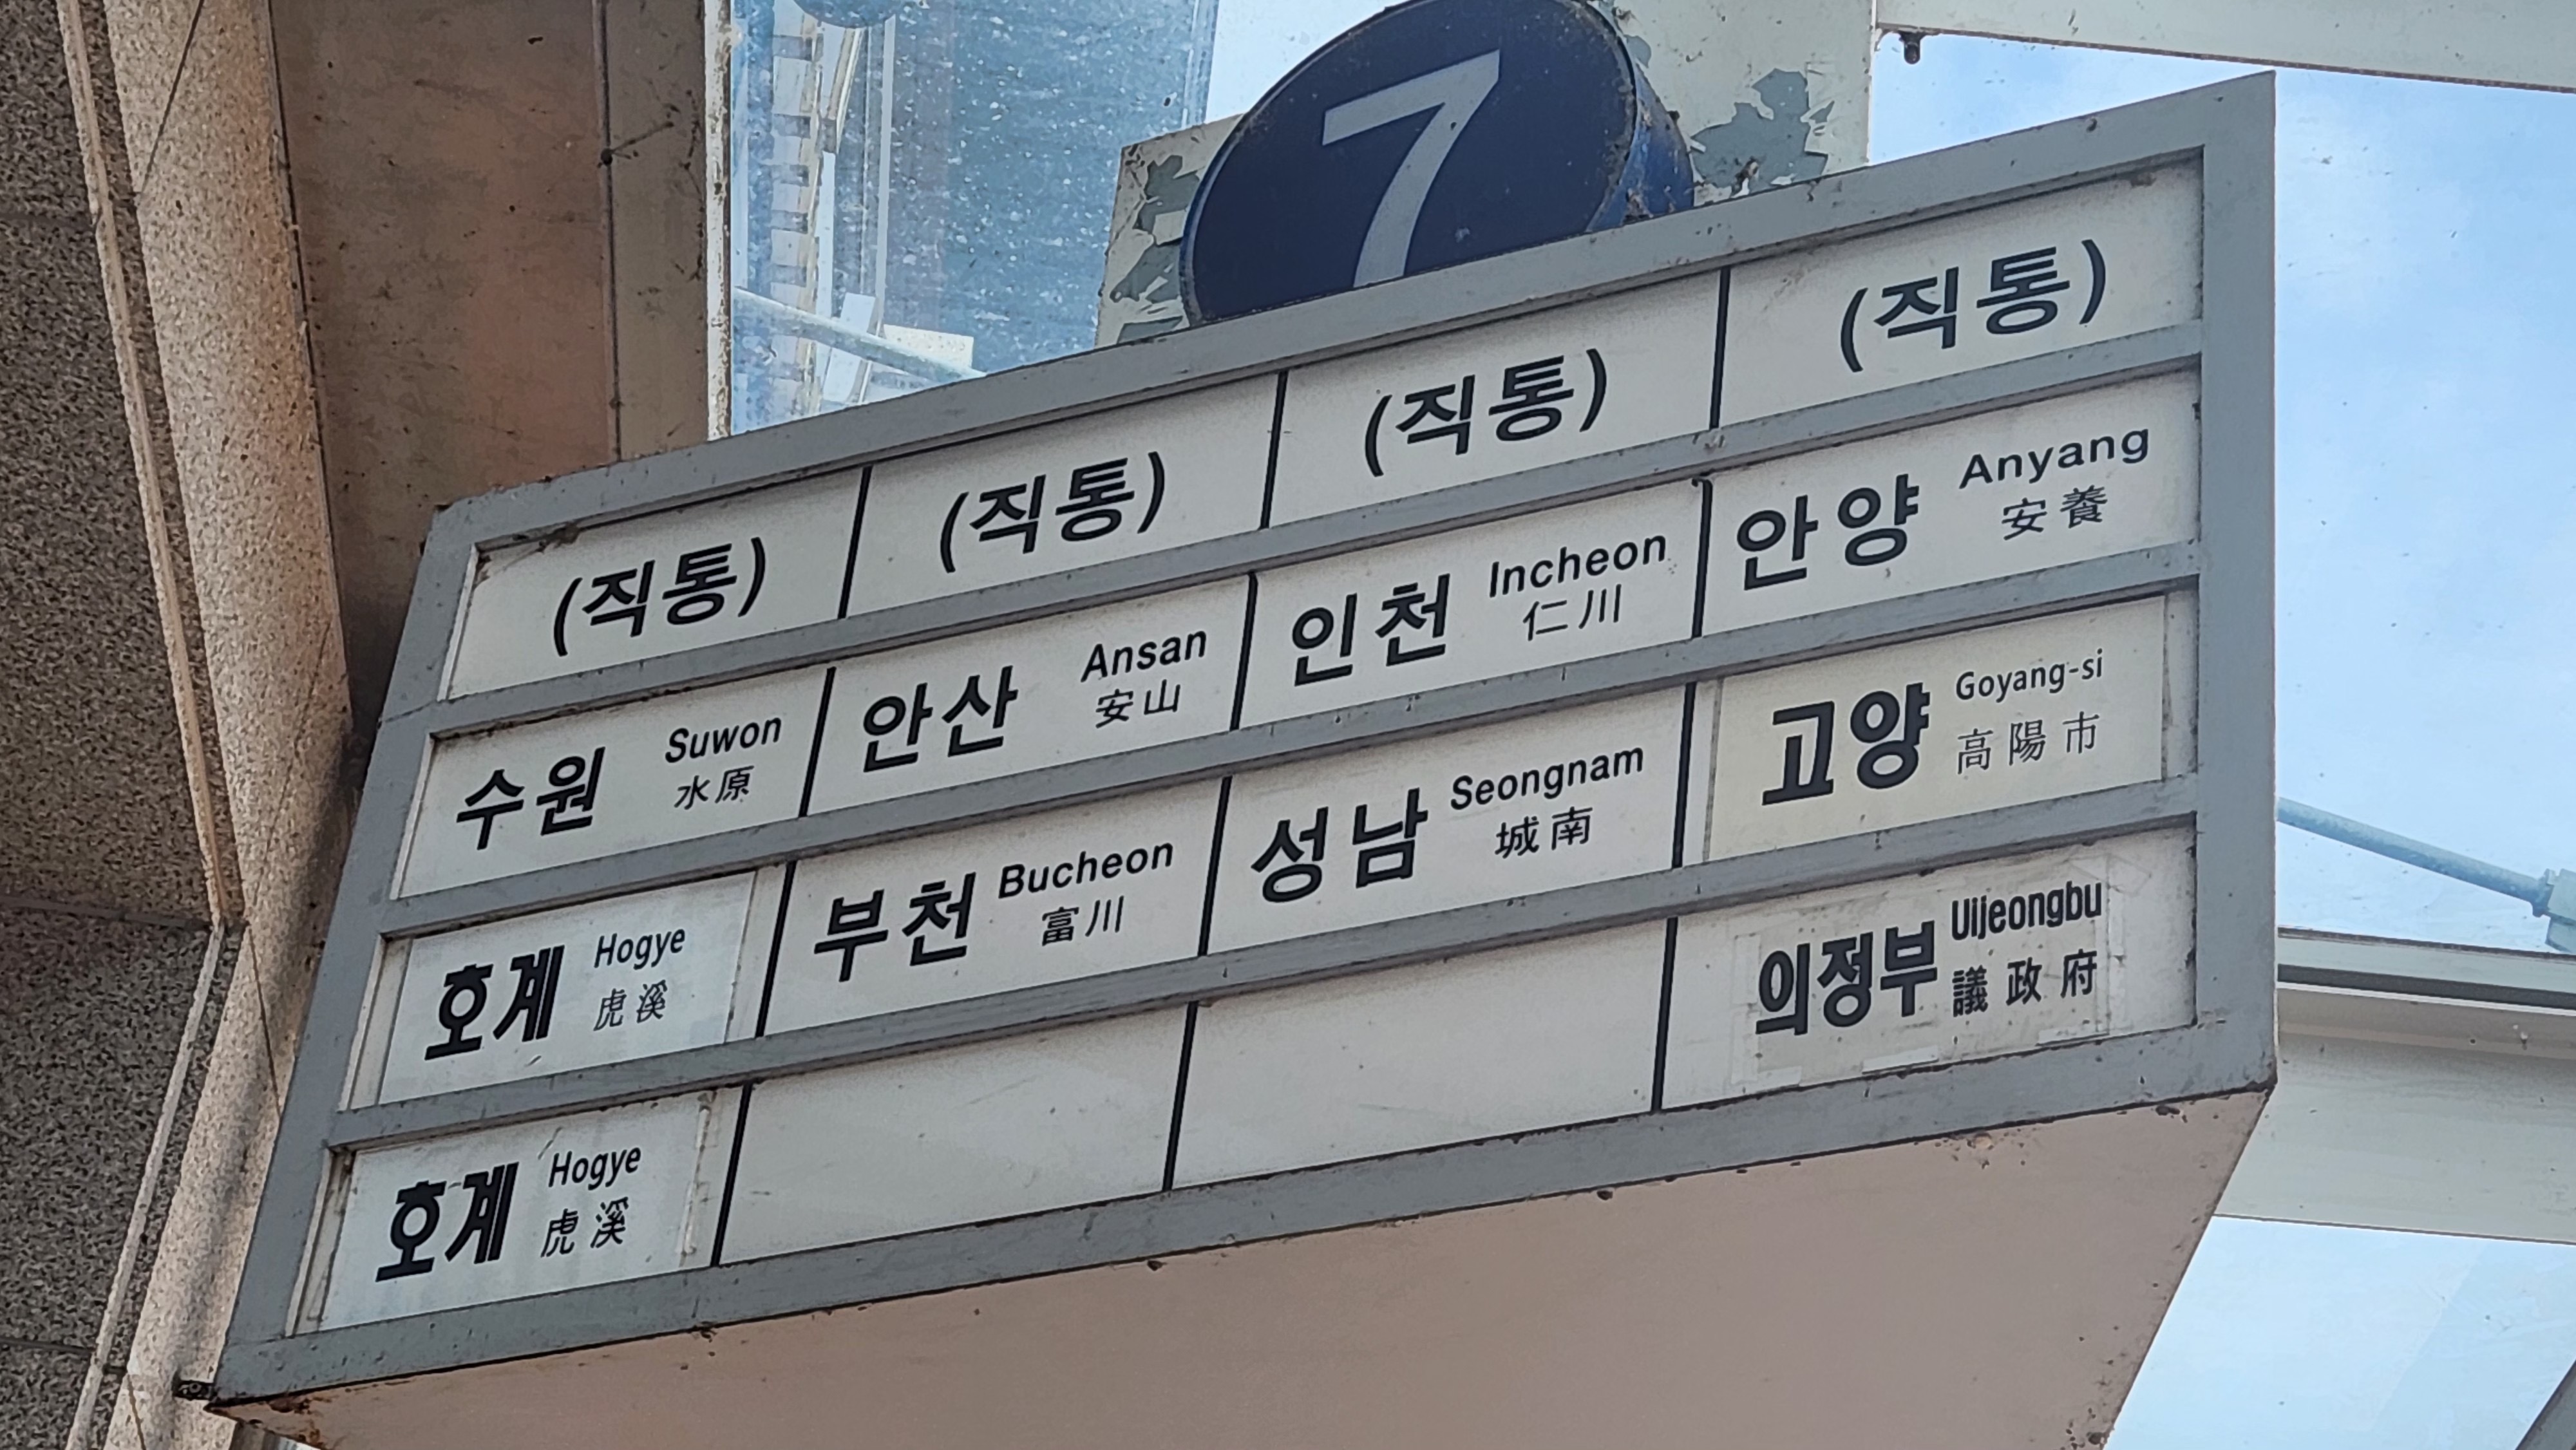 7
(직통) (직통) (직통) (직통)
수원 Suwon 水原 안산 Ansan 安山 인천 Incheon 仁川 안양 Anyang 安養
호계 Hogye 虎溪 부천 Bucheon 富川 성남 Seongnam 城南 고양 Goyang-si 高陽市
호계 Hogye 虎溪 의정부 Uijeongbu 議政府